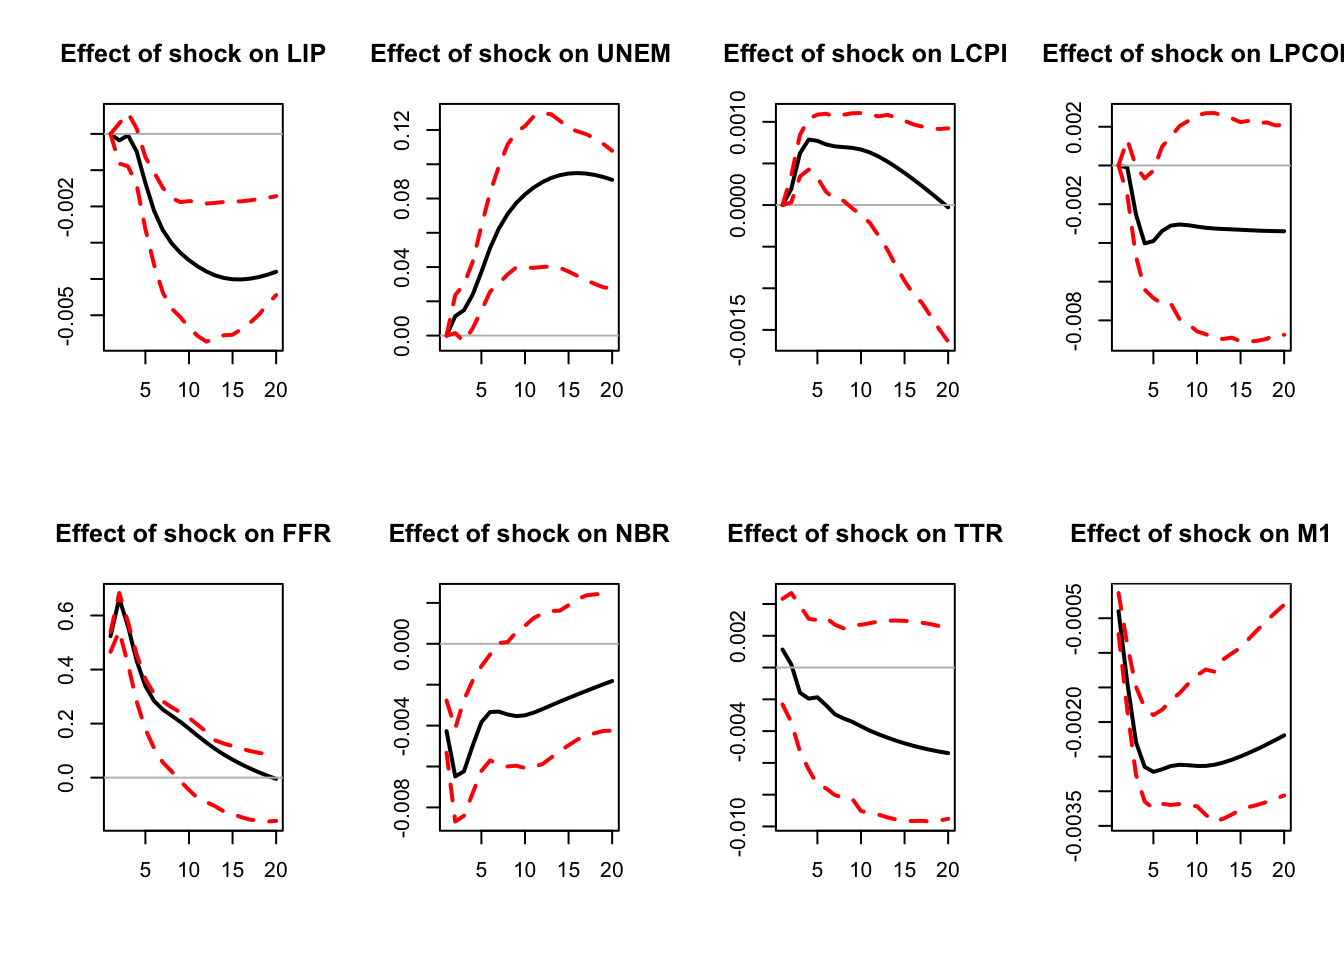 Effect of shock on LIP
-0.002
-0.005
5 10 15 20
Effect of shock on UNEM
0.12
0.08
0.04
0.00
5 10 15 20
Effect of shock on LCPI
0.0010
0.0000
-0.0015
5 10 15 20
Effect of shock on LPCO
0.002
-0.002
-0.008
5 10 15 20
Effect of shock on FFR
0.6
0.4
0.2
0.0
5 10 15 20
Effect of shock on NBR
0.000
-0.004
-0.008
5 10 15 20
Effect of shock on TTR
0.002
-0.004
-0.010
5 10 15 20
Effect of shock on M1
-0.0005
-0.0020
-0.0035
5 10 15 20